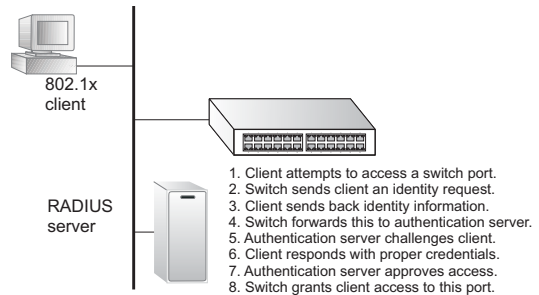 802.1x
client
1. Client attempts to access a switch port.
2. Switch sends client an identity request.
3. Client sends back identity information.
4. Switch forwards this to authentication server.
5. Authentication server challenges client.
6. Client responds with proper credentials.
7. Authentication server approves access.
8. Switch grants client access to this port.
RADIUS
server